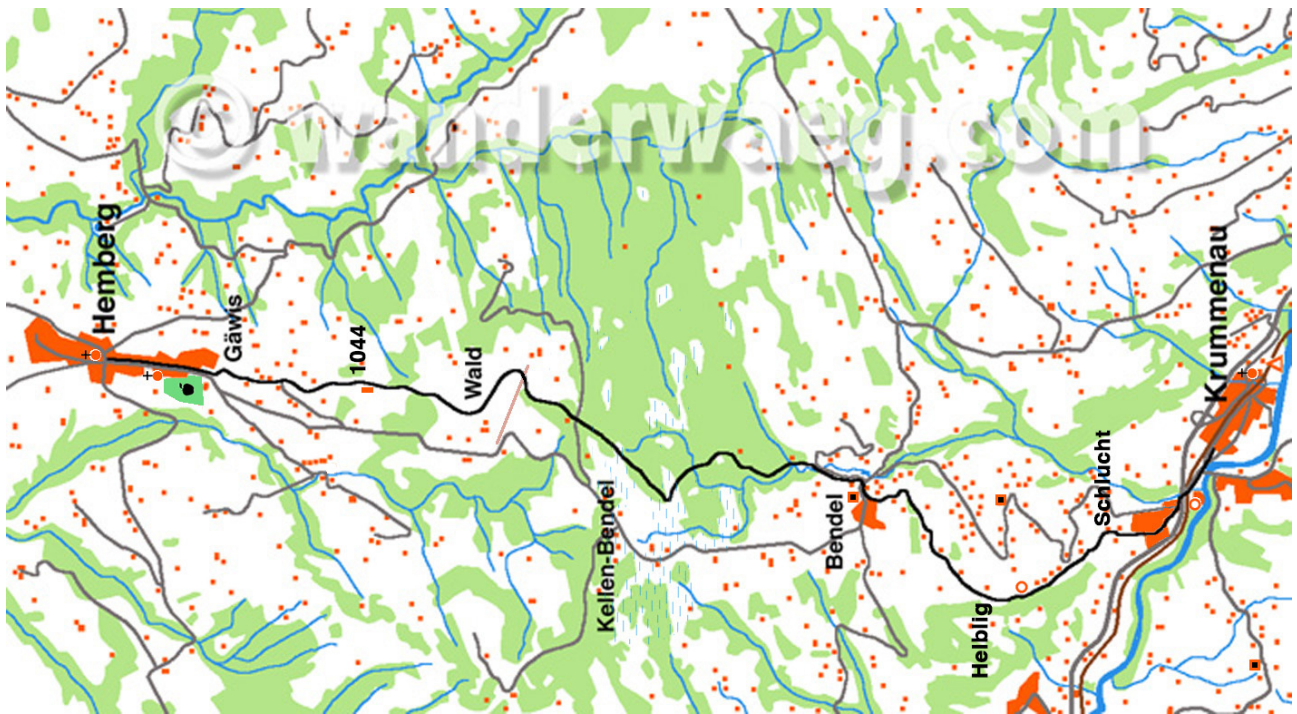 © wanderwaeg.com
Hemberg
Gäwis
1044
Wald
Kellen-Bendel
Bendel
Helblig
Schlucht
Krummenau